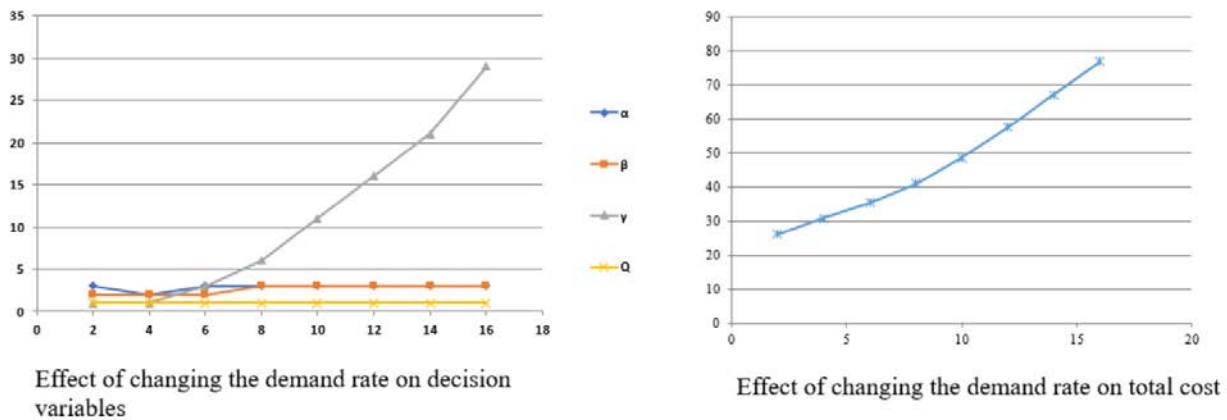 35
30
25
20
15
10
5
0
0 2 4 6 8 10 12 14 16 18
α
β
γ
Q
Effect of changing the demand rate on decision
variables
90
80
70
60
50
40
30
20
10
0
0 5 10 15 20
Effect of changing the demand rate on total cost